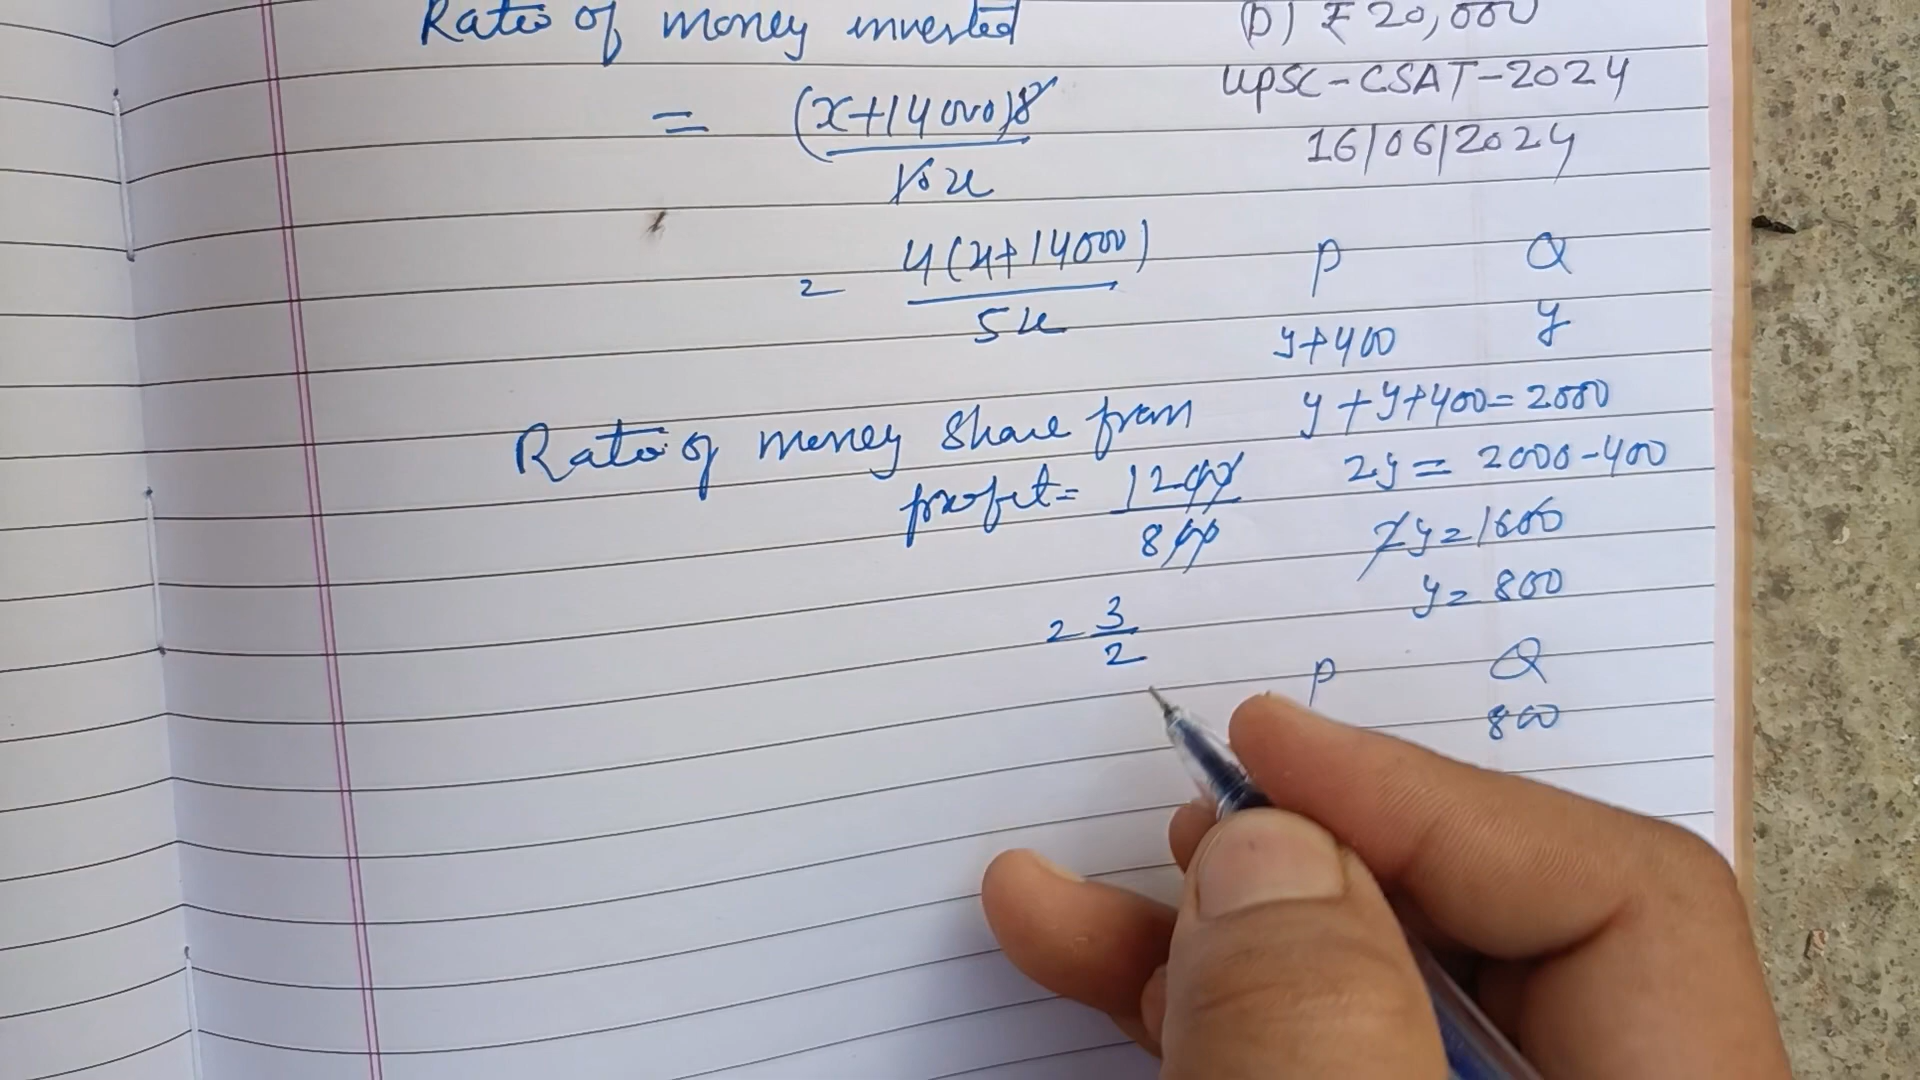 Ratio of money invested
(D) ₹ 20,000
UPSC-CSAT-2024
16/06/2024
= (x+14000)8
10x
= 4(x+14000)
5x
P Q
y+400 y
y+y+400=2000
2y = 2000-400
2y=1600
y=800
Ratio of money share from
profit= 1200
800
= 3
2
P Q
800